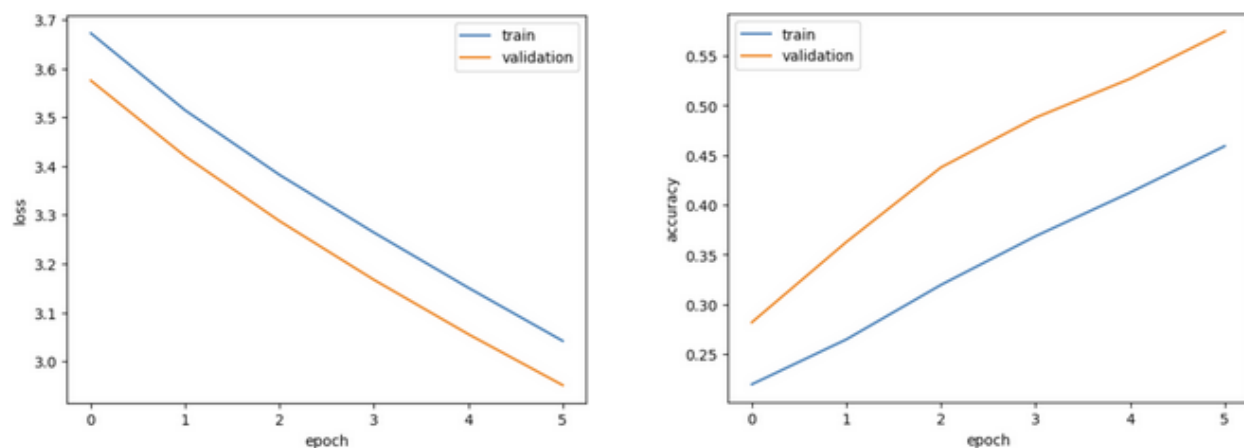 3.7
3.6
3.5
3.4
3.3
3.2
3.1
3.0
loss
0 1 2 3 4 5
epoch
train
validation
0.55
0.50
0.45
0.40
0.35
0.30
0.25
accuracy
0 1 2 3 4 5
epoch
train
validation